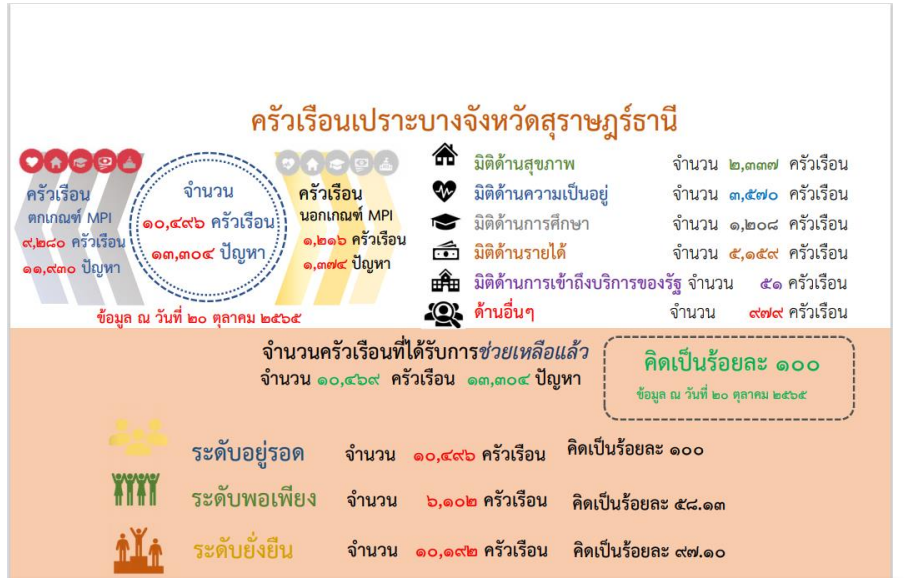 ครัวเรือนเปราะบางจังหวัดสุราษฎร์ธานี
ครัวเรือน
ตกเกณฑ์ MPI
๙,๒๘๐ ครัวเรือน
๑๑,๙๓๐ ปัญหา
จำนวน
๑๐,๔๙๖ ครัวเรือน
๑๓,๓๐๔ ปัญหา
ครัวเรือน
นอกเกณฑ์ MPI
๑,๒๑๖ ครัวเรือน
๑,๓๗๔ ปัญหา
ข้อมูล ณ วันที่ ๒๐ ตุลาคม ๒๕๖๕
มิติด้านสุขภาพ จำนวน ๒,๓๓๗ ครัวเรือน
มิติด้านความเป็นอยู่ จำนวน ๓,๕๗๐ ครัวเรือน
มิติด้านการศึกษา จำนวน ๑,๒๐๘ ครัวเรือน
มิติด้านรายได้ จำนวน ๕,๑๕๙ ครัวเรือน
มิติด้านการเข้าถึงบริการของรัฐ จำนวน ๕๑ ครัวเรือน
ด้านอื่นๆ จำนวน ๙๗๙ ครัวเรือน
จำนวนครัวเรือนที่ได้รับการช่วยเหลือแล้ว
จำนวน ๑๐,๔๖๙ ครัวเรือน ๑๓,๓๐๔ ปัญหา
คิดเป็นร้อยละ ๑๐๐
ข้อมูล ณ วันที่ ๒๐ ตุลาคม ๒๕๖๕
ระดับอยู่รอด จำนวน ๑๐,๔๙๖ ครัวเรือน คิดเป็นร้อยละ ๑๐๐
ระดับพอเพียง จำนวน ๖,๑๐๒ ครัวเรือน คิดเป็นร้อยละ ๕๘.๑๓
ระดับยั่งยืน จำนวน ๑๐,๑๙๒ ครัวเรือน คิดเป็นร้อยละ ๙๗.๑๐